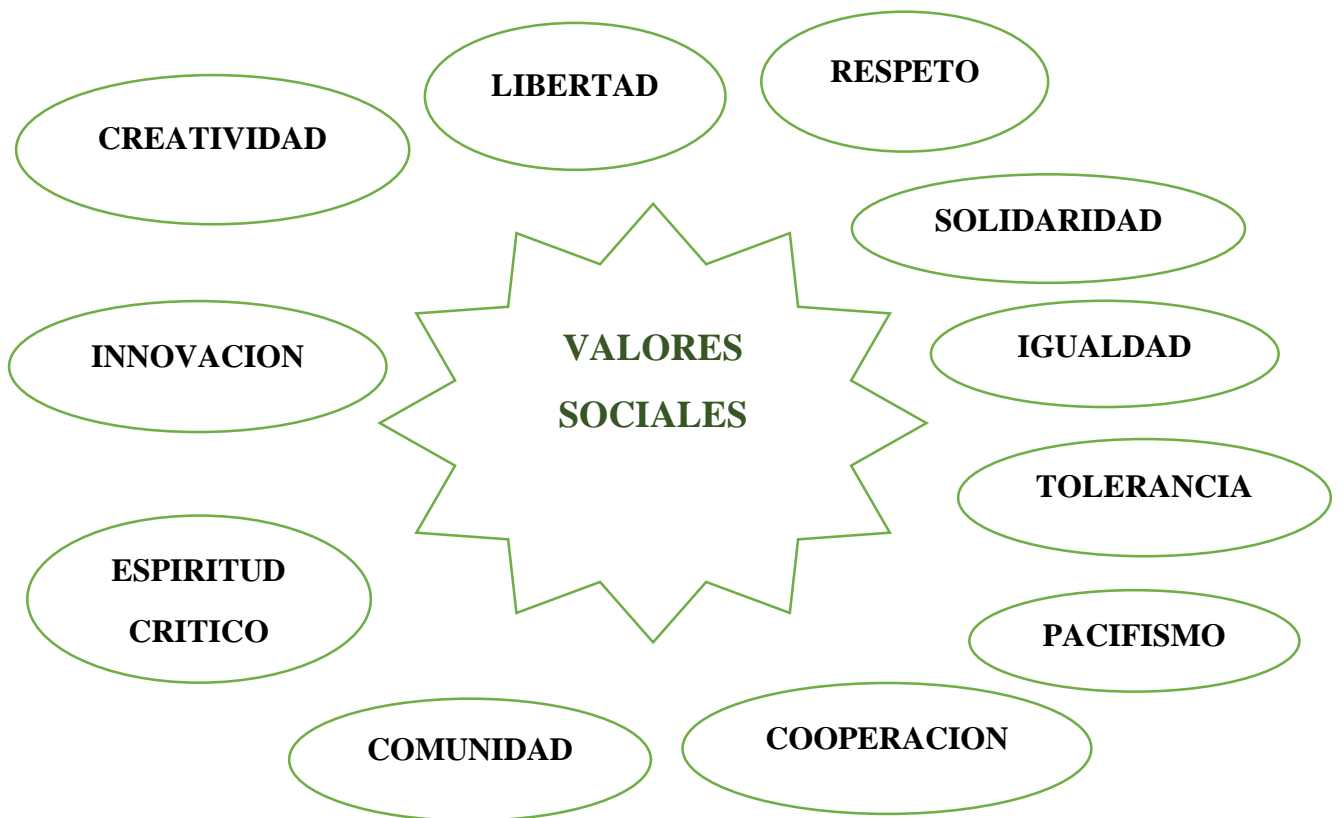 LIBERTAD
RESPETO
CREATIVIDAD
SOLIDARIDAD
VALORES
SOCIALES
INNOVACION
IGUALDAD
TOLERANCIA
ESPIRITUD
CRITICO
PACIFISMO
COMUNIDAD
COOPERACION